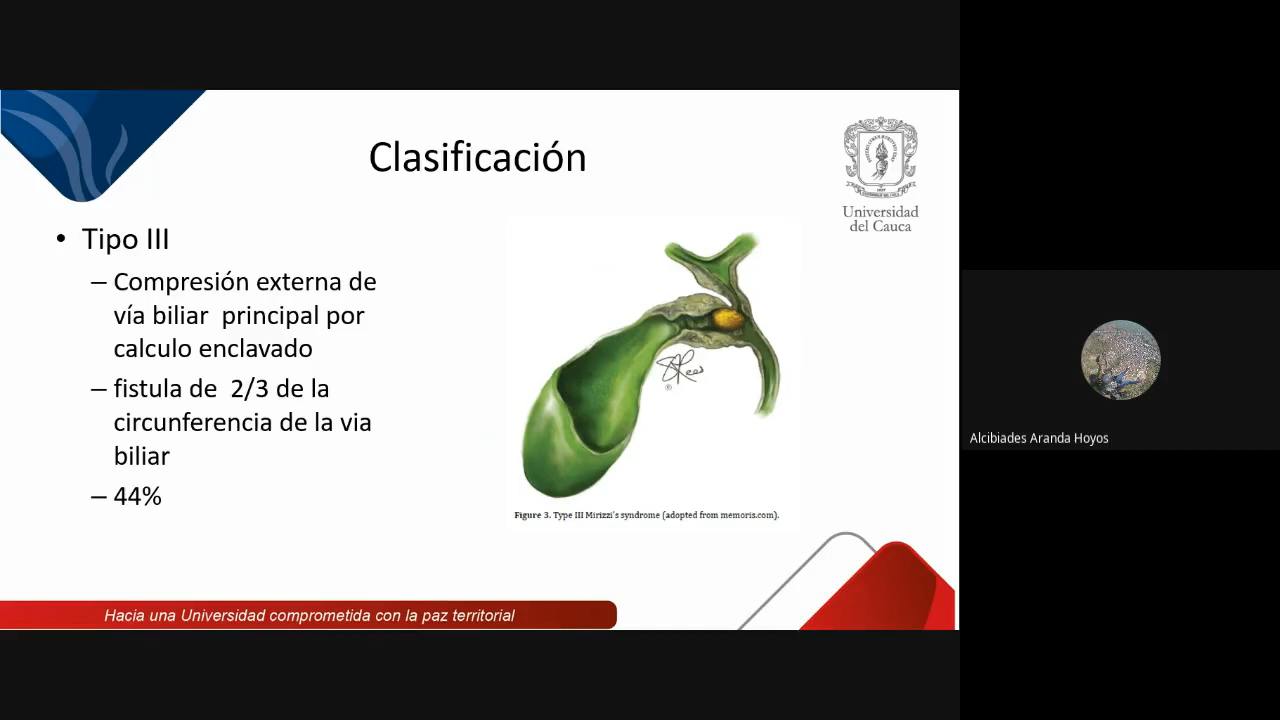 Clasificación
Universidad
del Cauca
• Tipo III
– Compresión externa de
vía biliar principal por
calculo enclavado
– fistula de 2/3 de la
circunferencia de la via
biliar
– 44%
Figure 3. Type III Mirizzi's syndrome (adopted from memoris.com).
Hacia una Universidad comprometida con la paz territorial
Alcibiades Aranda Hoyos